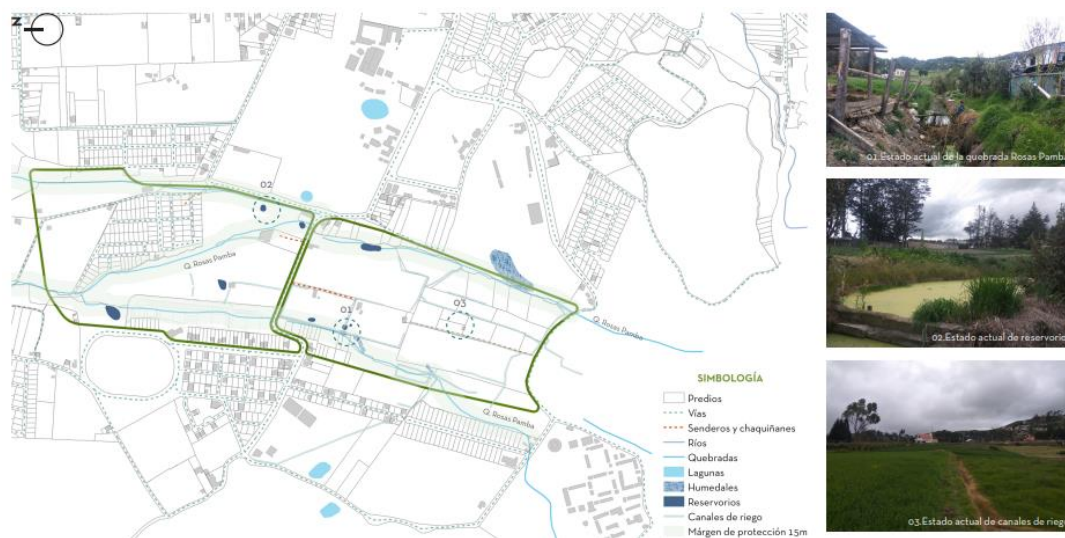 N
02
Q. Rosas Pamba
01
03
Q. Rosas Pamba
Q. Rosas Pamba
SIMBOLOGÍA
Predios
Vías
Senderos y chaquiñanes
Ríos
Quebradas
Lagunas
Humedales
Reservorios
Canales de riego
Márgen de protección 15m
01.Estado actual de la quebrada Rosas Pamba
02.Estado actual de reservorio
03.Estado actual de canales de riego